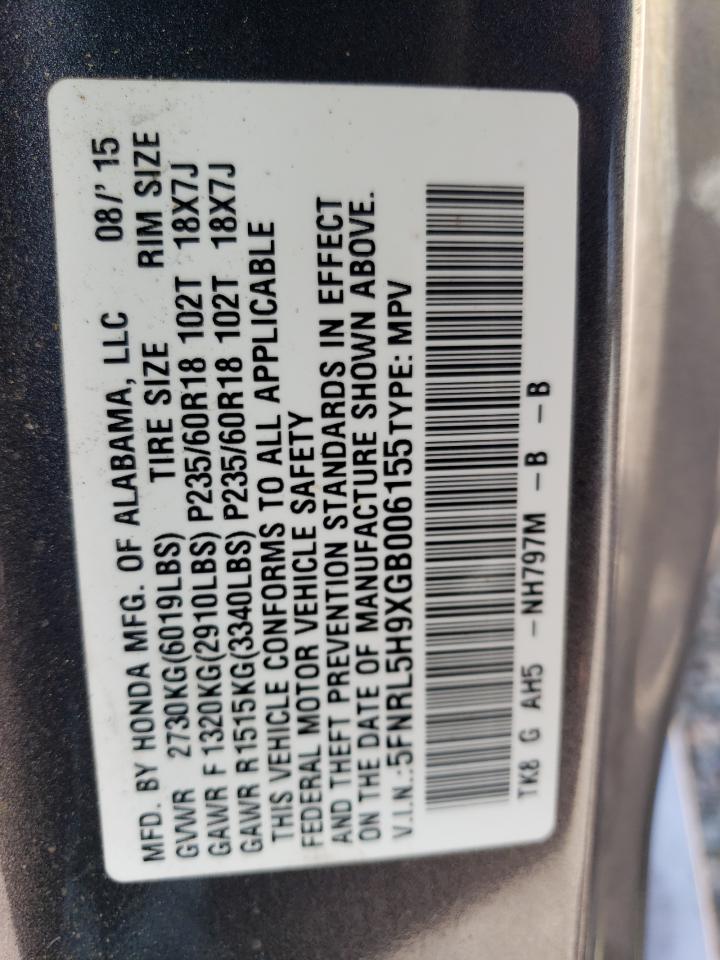 MFD. BY HONDA MFG. OF ALABAMA, LLC 08/' 15
GVWR 2730KG(6019LBS) TIRE SIZE RIM SIZE
GAWR F 1320KG(2910LBS) P235/60R18 102T 18X7J
GAWR R1515KG(3340LBS) P235/60R18 102T 18X7J
THIS VEHICLE CONFORMS TO ALL APPLICABLE
FEDERAL MOTOR VEHICLE SAFETY
AND THEFT PREVENTION STANDARDS IN EFFECT
ON THE DATE OF MANUFACTURE SHOWN ABOVE.
V.I.N.:5FNRL5H9XGB006155TYPE: MPV
TK8 G AH5 -NH797M -B -B